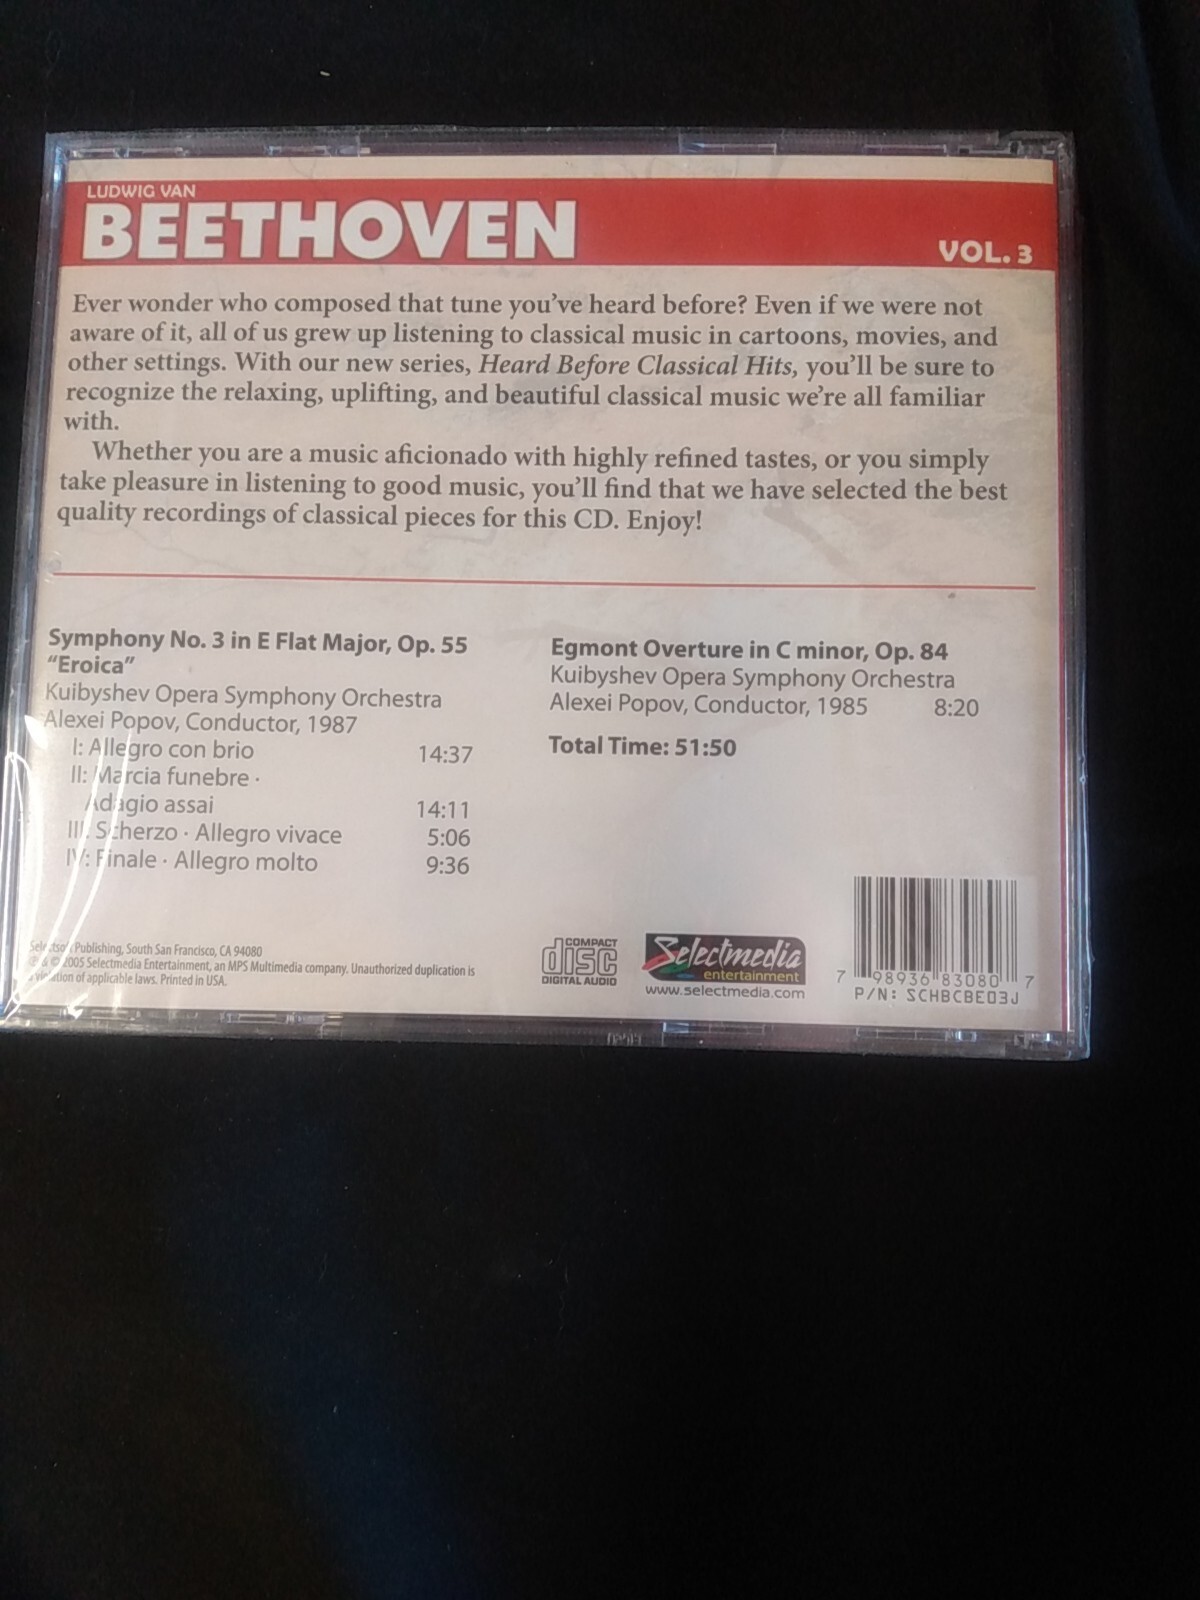 LUDWIG VAN
BEETHOVEN
VOL. 3
Ever wonder who composed that tune you've heard before? Even if we were not
aware of it, all of us grew up listening to classical music in cartoons, movies, and
other settings. With our new series, Heard Before Classical Hits, you'll be sure to
recognize the relaxing, uplifting, and beautiful classical music we're all familiar
with.
Whether you are a music aficionado with highly refined tastes, or you simply
take pleasure in listening to good music, you'll find that we have selected the best
quality recordings of classical pieces for this CD. Enjoy!
Symphony No. 3 in E Flat Major, Op. 55
"Eroica"
Kuibyshev Opera Symphony Orchestra
Alexei Popov, Conductor, 1987
I: Allegro con brio 14:37
II: Marcia funebre ·
Adagio assai 14:11
III: Scherzo · Allegro vivace 5:06
IV: Finale · Allegro molto 9:36
Egmont Overture in C minor, Op. 84
Kuibyshev Opera Symphony Orchestra
Alexei Popov, Conductor, 1985 8:20
Total Time: 51:50
Selectsoft Publishing, South San Francisco, CA 94080
℗ & © 2005 Selectmedia Entertainment, an MPS Multimedia company. Unauthorized duplication is
a violation of applicable laws. Printed in USA.
COMPACT
disc
DIGITAL AUDIO
Selectmedia
entertainment
www.selectmedia.com
7 98936 83080 7
P/N: SCHBCBE03J